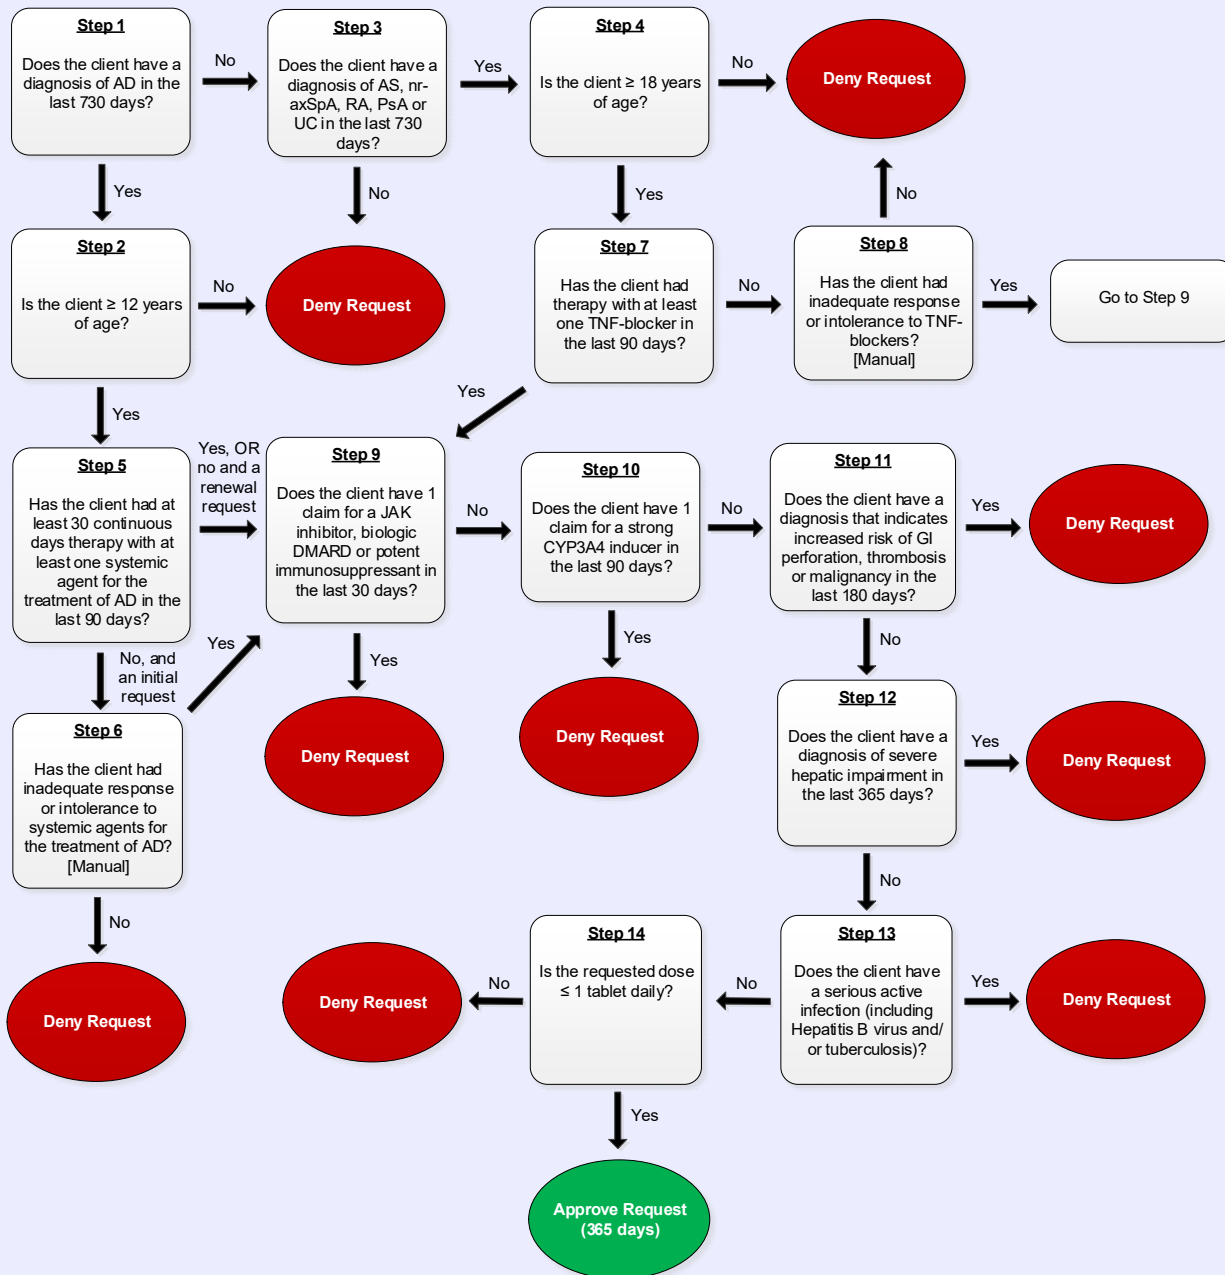 Step 1
Does the client have a
diagnosis of AD in the
last 730 days?
No
Step 3
Does the client have a
diagnosis of AS, nr-
axSpA, RA, PsA or
UC in the last 730
days?
Yes
Step 4
Is the client ≥ 18 years
of age?
No
Deny Request
Yes
No
Yes
No
Step 2
Is the client ≥ 12 years
of age?
No
Deny Request
Step 7
Has the client had
therapy with at least
one TNF-blocker in
the last 90 days?
No
Step 8
Has the client had
inadequate response
or intolerance to TNF-
blockers?
[Manual]
Yes
Go to Step 9
Yes
Yes
Step 5
Has the client had at
least 30 continuous
days therapy with at
least one systemic
agent for the
treatment of AD in the
last 90 days?
Yes, OR
no and a
renewal
request
Step 9
Does the client have 1
claim for a JAK
inhibitor, biologic
DMARD or potent
immunosuppressant in
the last 30 days?
No
Step 10
Does the client have 1
claim for a strong
CYP3A4 inducer in
the last 90 days?
No
Step 11
Does the client have a
diagnosis that indicates
increased risk of GI
perforation, thrombosis
or malignancy in the
last 180 days?
Yes
Deny Request
No, and
an initial
request
Yes
Yes
Yes
No
Step 6
Has the client had
inadequate response
or intolerance to
systemic agents for
the treatment of AD?
[Manual]
Deny Request
Deny Request
Step 12
Does the client have a
diagnosis of severe
hepatic impairment in
the last 365 days?
Yes
Deny Request
No
No
Deny Request
Deny Request
No
Step 14
Is the requested dose
≤ 1 tablet daily?
No
Step 13
Does the client have
a serious active
infection (including
Hepatitis B virus and/
or tuberculosis)?
Yes
Deny Request
Yes
Approve Request
(365 days)